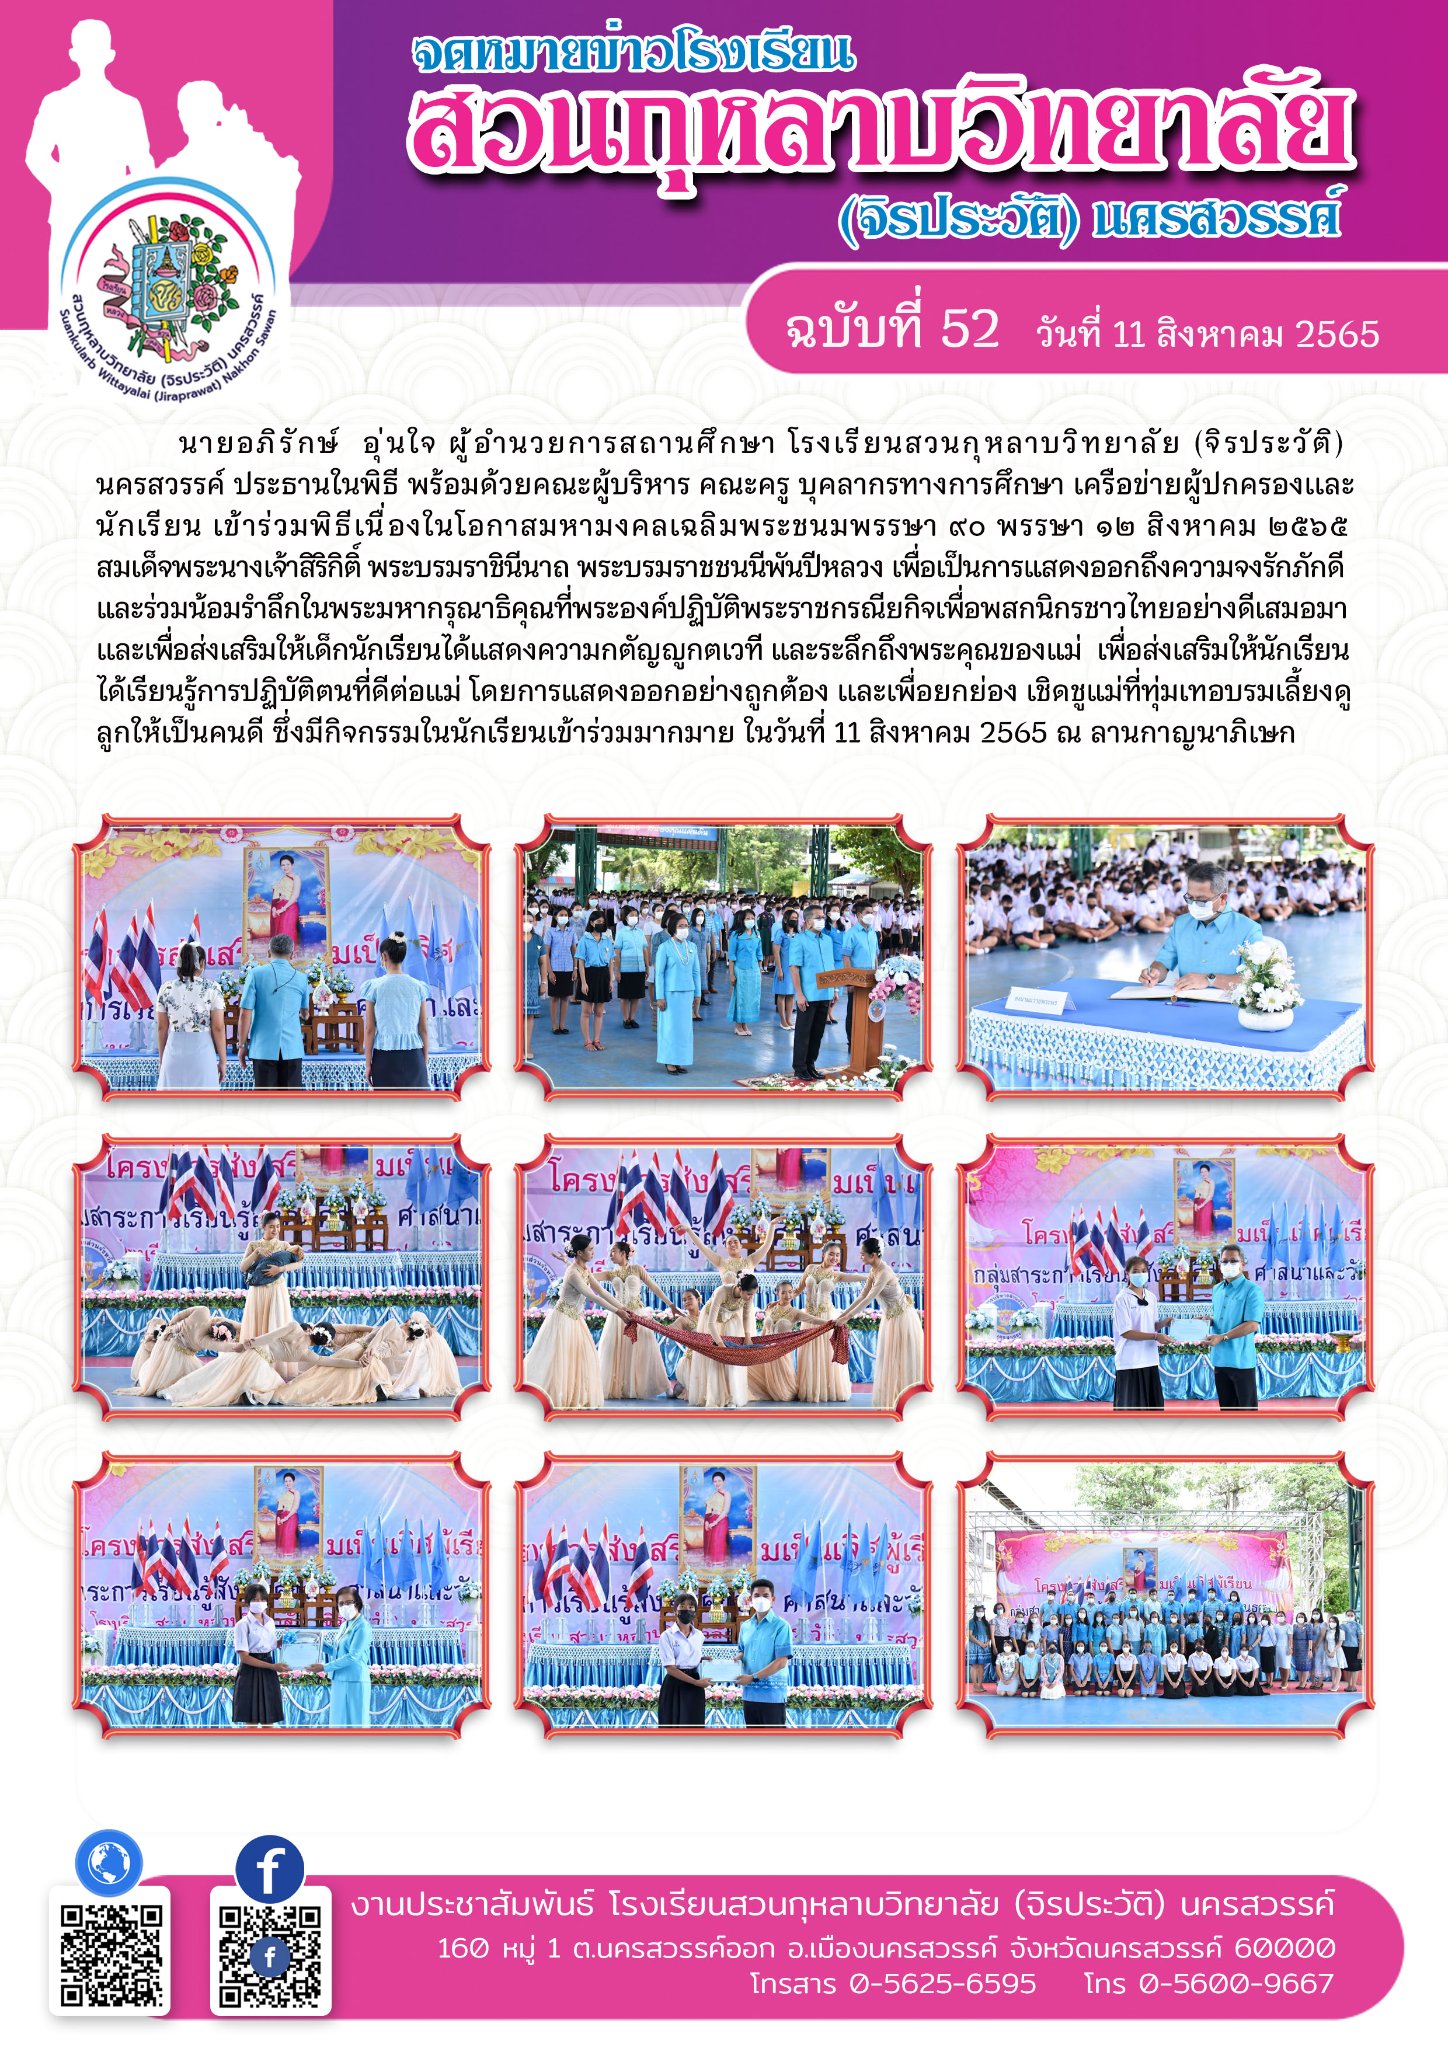 จดหมายข่าวโรงเรียน
สวนกุหลาบวิทยาลัย
(จิรประวัติ) นครสวรรค์
โรงเรียน
หลวง
สวนกุหลาบวิทยาลัย (จิรประวัติ) นครสวรรค์
Suankularb Wittayalai (Jiraprawat) Nakhon Sawan
ฉบับที่ 52 วันที่ 11 สิงหาคม 2565
นายอภิรักษ์ อุ่นใจ ผู้อำนวยการสถานศึกษา โรงเรียนสวนกุหลาบวิทยาลัย (จิรประวัติ)
นครสวรรค์ ประธานในพิธี พร้อมด้วยคณะผู้บริหาร คณะครู บุคลากรทางการศึกษา เครือข่ายผู้ปกครองและ
นักเรียน เข้าร่วมพิธีเนื่องในโอกาสมหามงคลเฉลิมพระชนมพรรษา ๙๐ พรรษา ๑๒ สิงหาคม ๒๕๖๕
สมเด็จพระนางเจ้าสิริกิติ์ พระบรมราชินีนาถ พระบรมราชชนนีพันปีหลวง เพื่อเป็นการแสดงออกถึงความจงรักภักดี
และร่วมน้อมรำลึกในพระมหากรุณาธิคุณที่พระองค์ปฏิบัติพระราชกรณียกิจเพื่อพสกนิกรชาวไทยอย่างดีเสมอมา
และเพื่อส่งเสริมให้เด็กนักเรียนได้แสดงความกตัญญูกตเวที และระลึกถึงพระคุณของแม่ เพื่อส่งเสริมให้นักเรียน
ได้เรียนรู้การปฏิบัติตนที่ดีต่อแม่ โดยการแสดงออกอย่างถูกต้อง และเพื่อยกย่อง เชิดชูแม่ที่ทุ่มเทอบรมเลี้ยงดู
ลูกให้เป็นคนดี ซึ่งมีกิจกรรมในนักเรียนเข้าร่วมมากมาย ในวันที่ 11 สิงหาคม 2565 ณ ลานกาญนาภิเษก
ลงนามถวายพระพร
งานประชาสัมพันธ์ โรงเรียนสวนกุหลาบวิทยาลัย (จิรประวัติ) นครสวรรค์
160 หมู่ 1 ต.นครสวรรค์ออก อ.เมืองนครสวรรค์ จังหวัดนครสวรรค์ 60000
โทรสาร 0-5625-6595 โทร 0-5600-9667